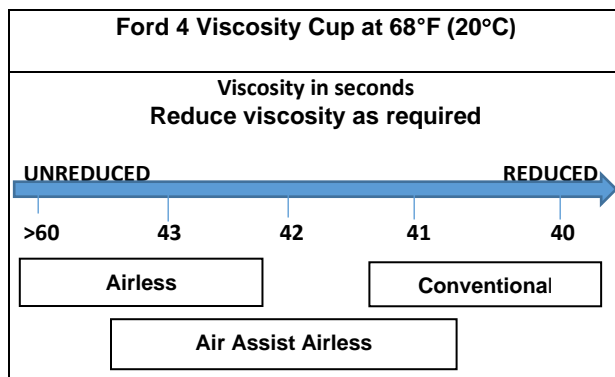 Ford 4 Viscosity Cup at 68°F (20°C)
Viscosity in seconds
Reduce viscosity as required
UNREDUCED REDUCED
>60 43 42 41 40
Airless Conventional
Air Assist Airless